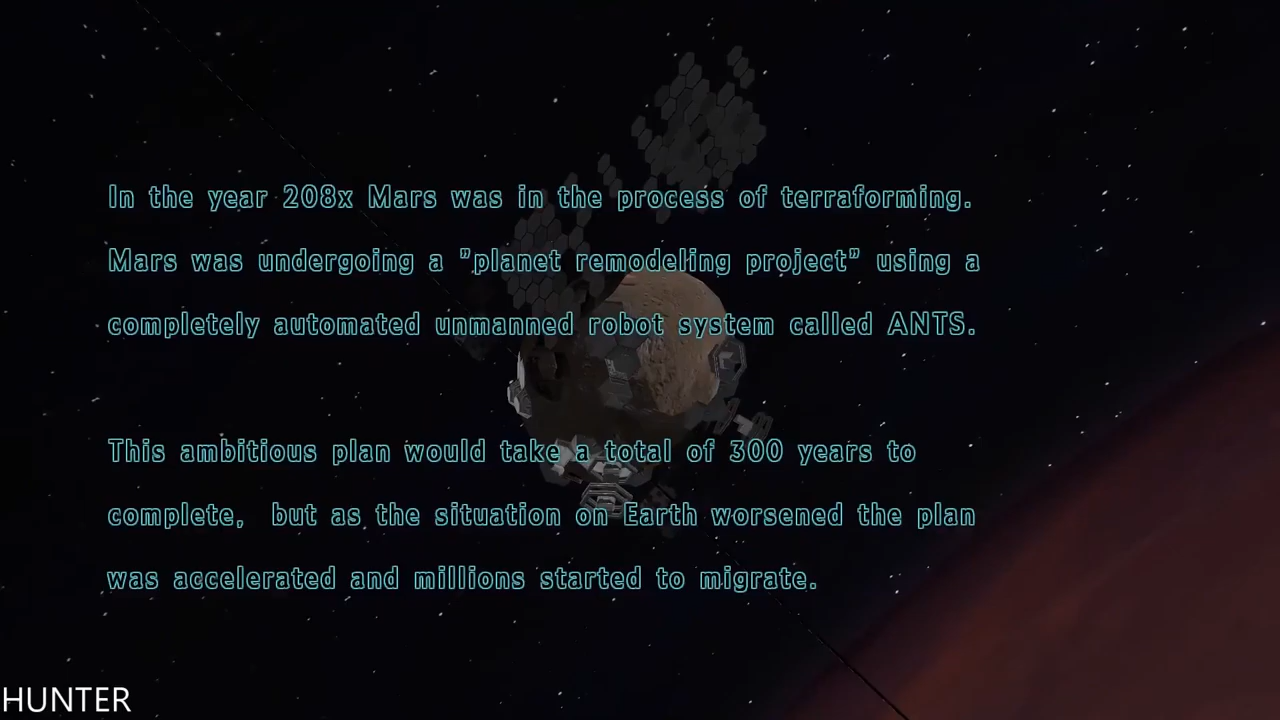 In the year 208x Mars was in the process of terraforming.
Mars was undergoing a "planet remodeling project" using a
completely automated unmanned robot system called ANTS.
This ambitious plan would take a total of 300 years to
complete, but as the situation on Earth worsened the plan
was accelerated and millions started to migrate.
HUNTER